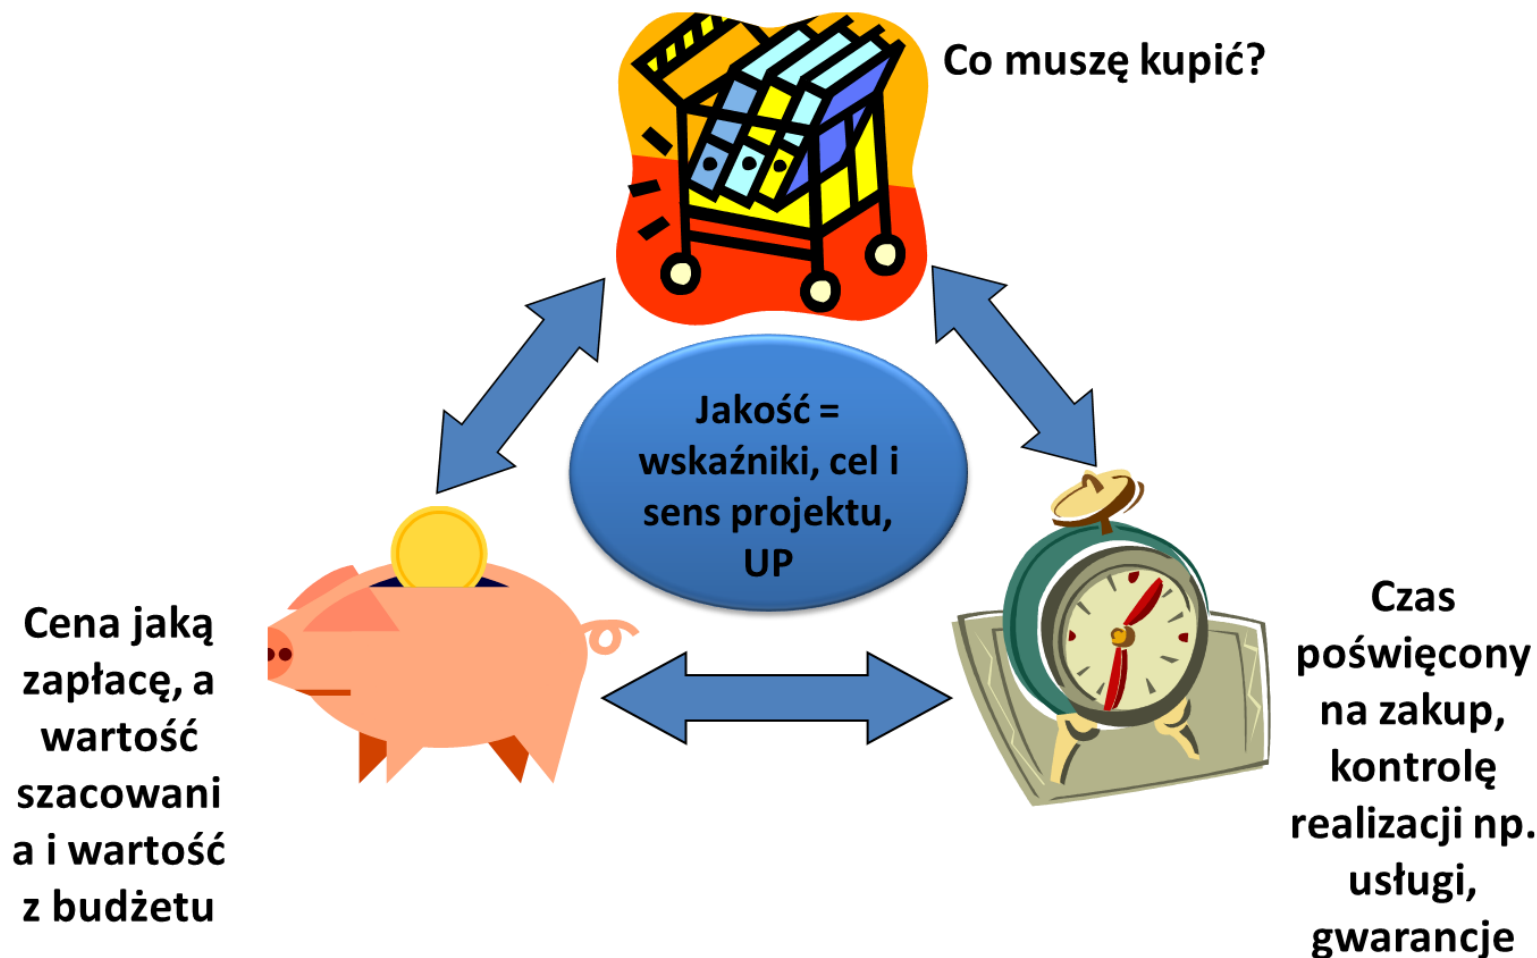 Co muszę kupić?
Jakość =
wskaźniki, cel i
sens projektu,
UP
Cena jaką
zapłacę, a
wartość
szacowani
a i wartość
z budżetu
Czas
poświęcony
na zakup,
kontrolę
realizacji np.
usługi,
gwarancje